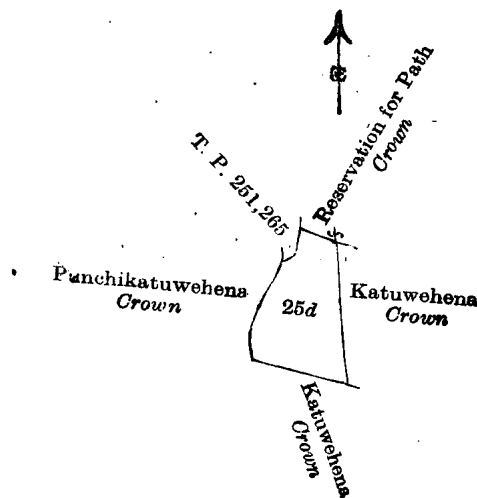 Reservation for Path
Crown
T. P. 251,265
Punchikatuwehena
Crown
25d
Katuwehena
Crown
Katuwehena
Crown